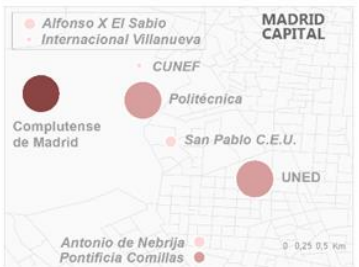 Alfonso X El Sabio
Internacional Villanueva
MADRID
CAPITAL
CUNEF
Politécnica
Complutense
de Madrid
San Pablo C.E.U.
UNED
Antonio de Nebrija
Pontificia Comillas
0 0,25 0,5 Km